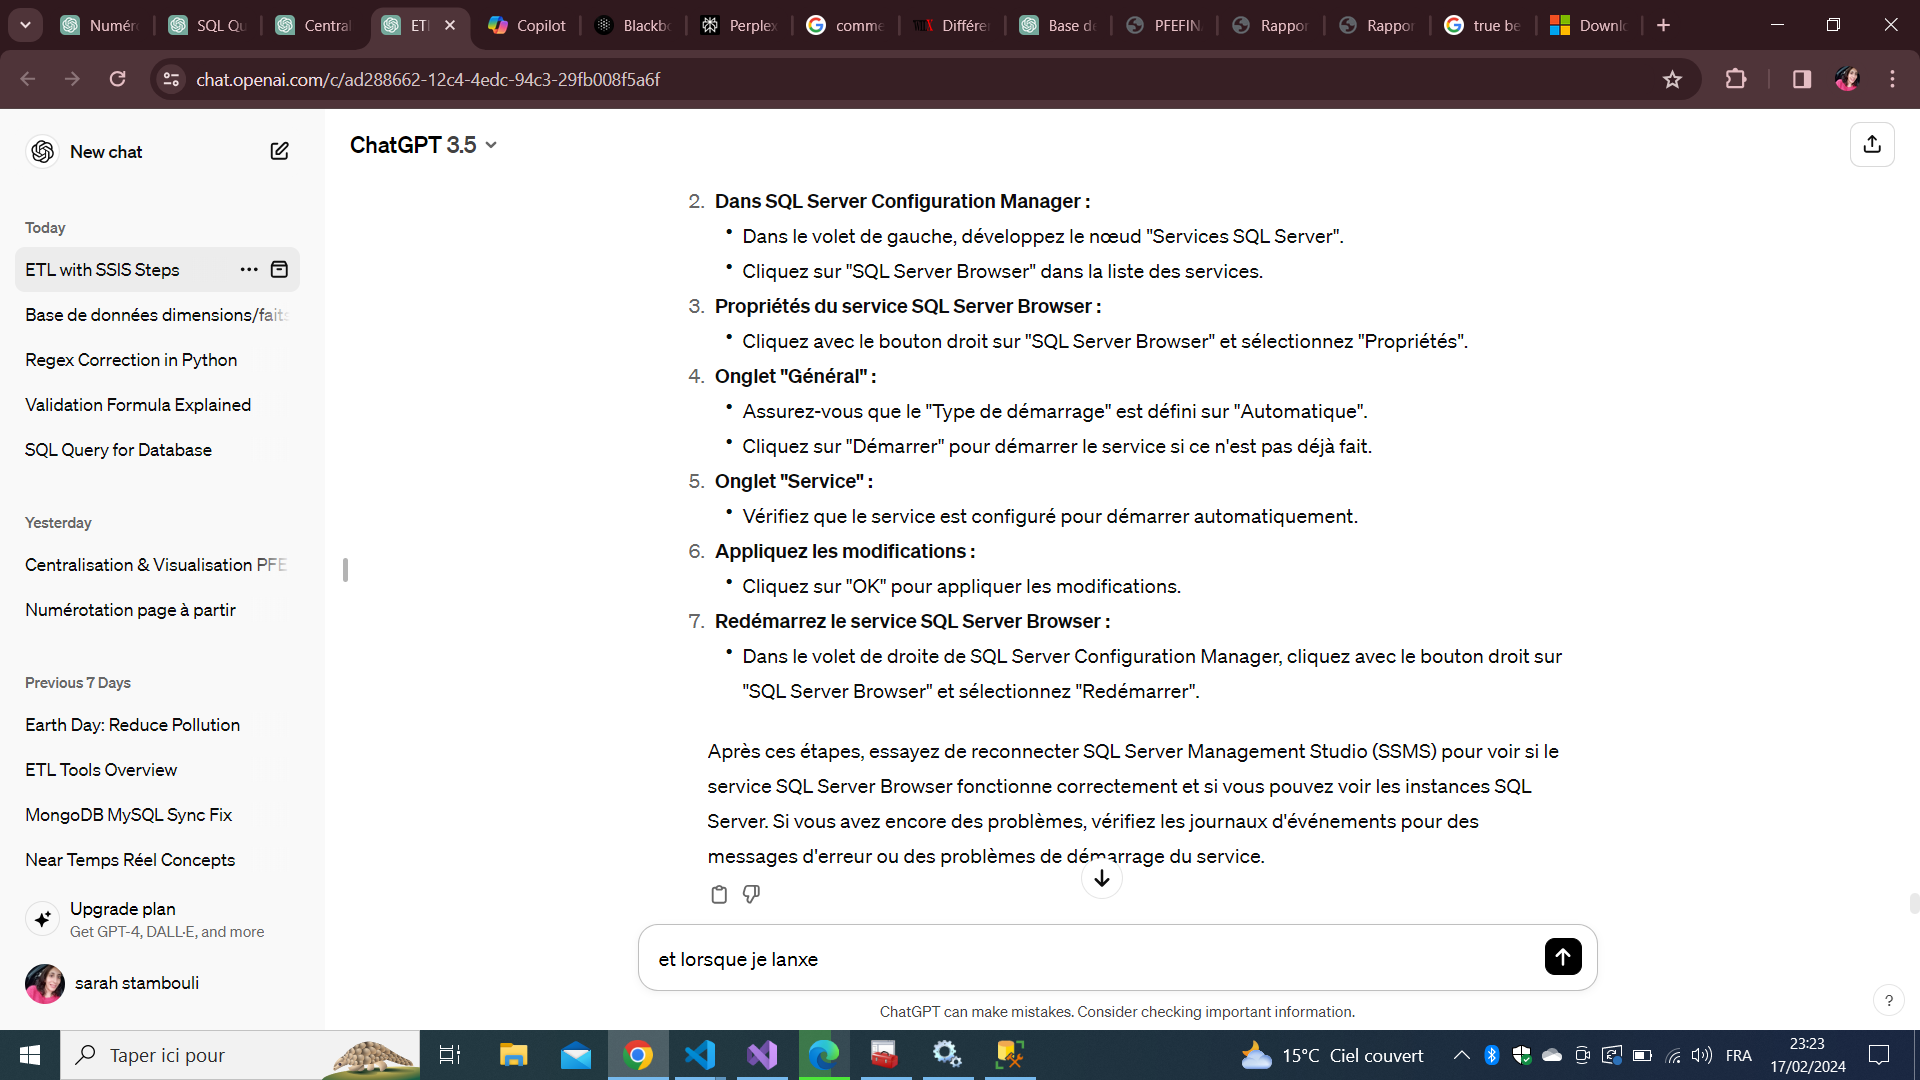 Numéro
SQL Qu
Central
ETL
Copilot
Blackbo
Perplex
comme
Différen
Base de
PFEFIN
Rappor
Rappor
true be
Downlo
chat.openai.com/c/ad288662-12c4-4edc-94c3-29fb008f5a6f
New chat
Today
ETL with SSIS Steps
Base de données dimensions/faits
Regex Correction in Python
Validation Formula Explained
SQL Query for Database
Yesterday
Centralisation & Visualisation PFE
Numérotation page à partir
Previous 7 Days
Earth Day: Reduce Pollution
ETL Tools Overview
MongoDB MySQL Sync Fix
Near Temps Réel Concepts
Upgrade plan
Get GPT-4, DALL·E, and more
sarah stambouli
ChatGPT 3.5
2. Dans SQL Server Configuration Manager :
• Dans le volet de gauche, développez le nœud "Services SQL Server".
• Cliquez sur "SQL Server Browser" dans la liste des services.
3. Propriétés du service SQL Server Browser :
• Cliquez avec le bouton droit sur "SQL Server Browser" et sélectionnez "Propriétés".
4. Onglet "Général" :
• Assurez-vous que le "Type de démarrage" est défini sur "Automatique".
• Cliquez sur "Démarrer" pour démarrer le service si ce n'est pas déjà fait.
5. Onglet "Service" :
• Vérifiez que le service est configuré pour démarrer automatiquement.
6. Appliquez les modifications :
• Cliquez sur "OK" pour appliquer les modifications.
7. Redémarrez le service SQL Server Browser :
• Dans le volet de droite de SQL Server Configuration Manager, cliquez avec le bouton droit sur
"SQL Server Browser" et sélectionnez "Redémarrer".
Après ces étapes, essayez de reconnecter SQL Server Management Studio (SSMS) pour voir si le
service SQL Server Browser fonctionne correctement et si vous pouvez voir les instances SQL
Server. Si vous avez encore des problèmes, vérifiez les journaux d'événements pour des
messages d'erreur ou des problèmes de démarrage du service.
et lorsque je lanxe
ChatGPT can make mistakes. Consider checking important information.
?
Taper ici pour
15°C Ciel couvert
FRA
23:23
17/02/2024